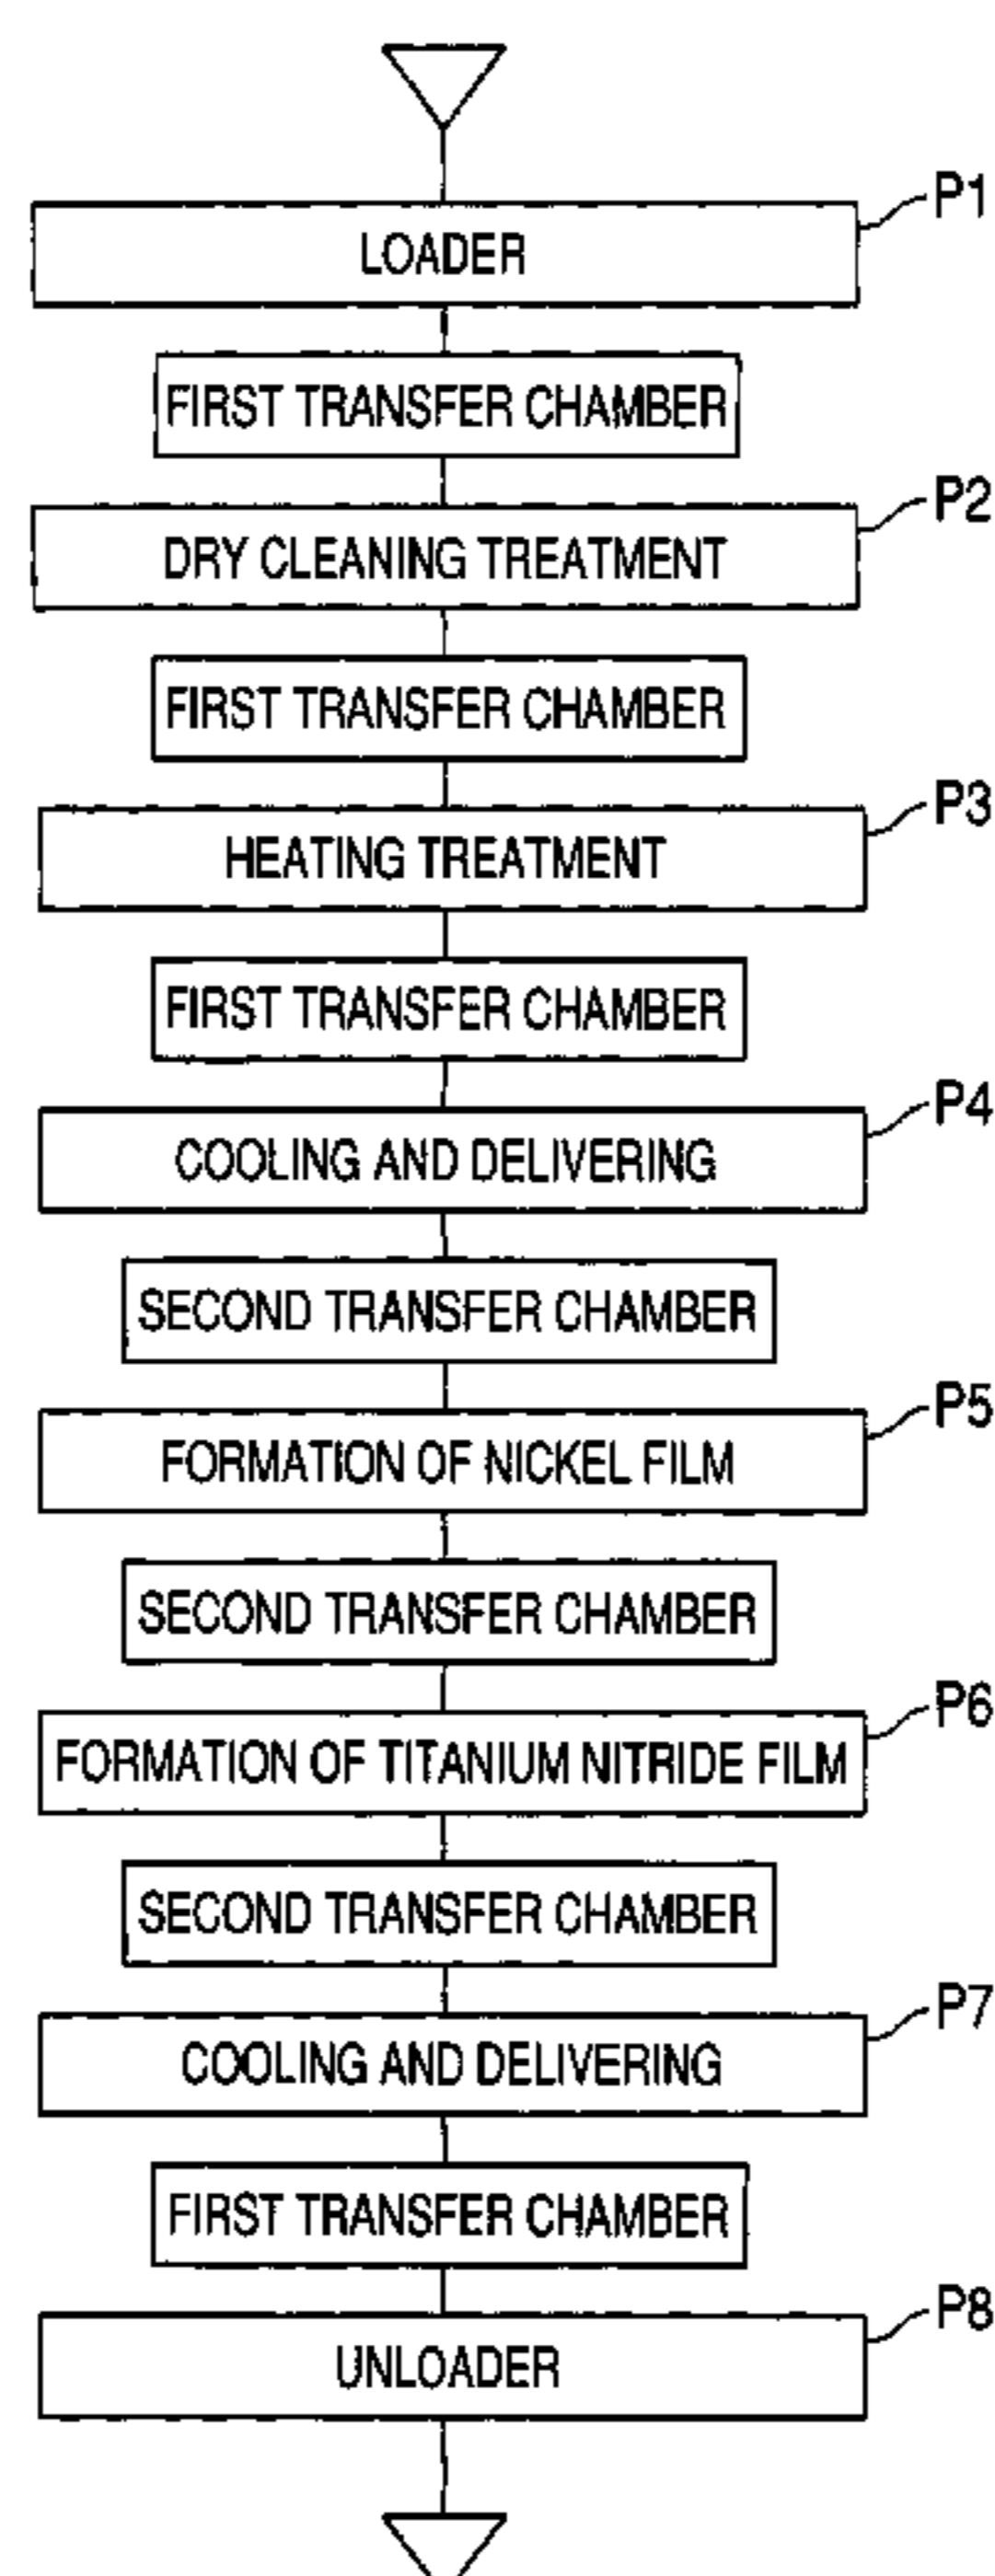 P1
LOADER
FIRST TRANSFER CHAMBER
P2
DRY CLEANING TREATMENT
FIRST TRANSFER CHAMBER
P3
HEATING TREATMENT
FIRST TRANSFER CHAMBER
P4
COOLING AND DELIVERING
SECOND TRANSFER CHAMBER
P5
FORMATION OF NICKEL FILM
SECOND TRANSFER CHAMBER
P6
FORMATION OF TITANIUM NITRIDE FILM
SECOND TRANSFER CHAMBER
P7
COOLING AND DELIVERING
FIRST TRANSFER CHAMBER
P8
UNLOADER